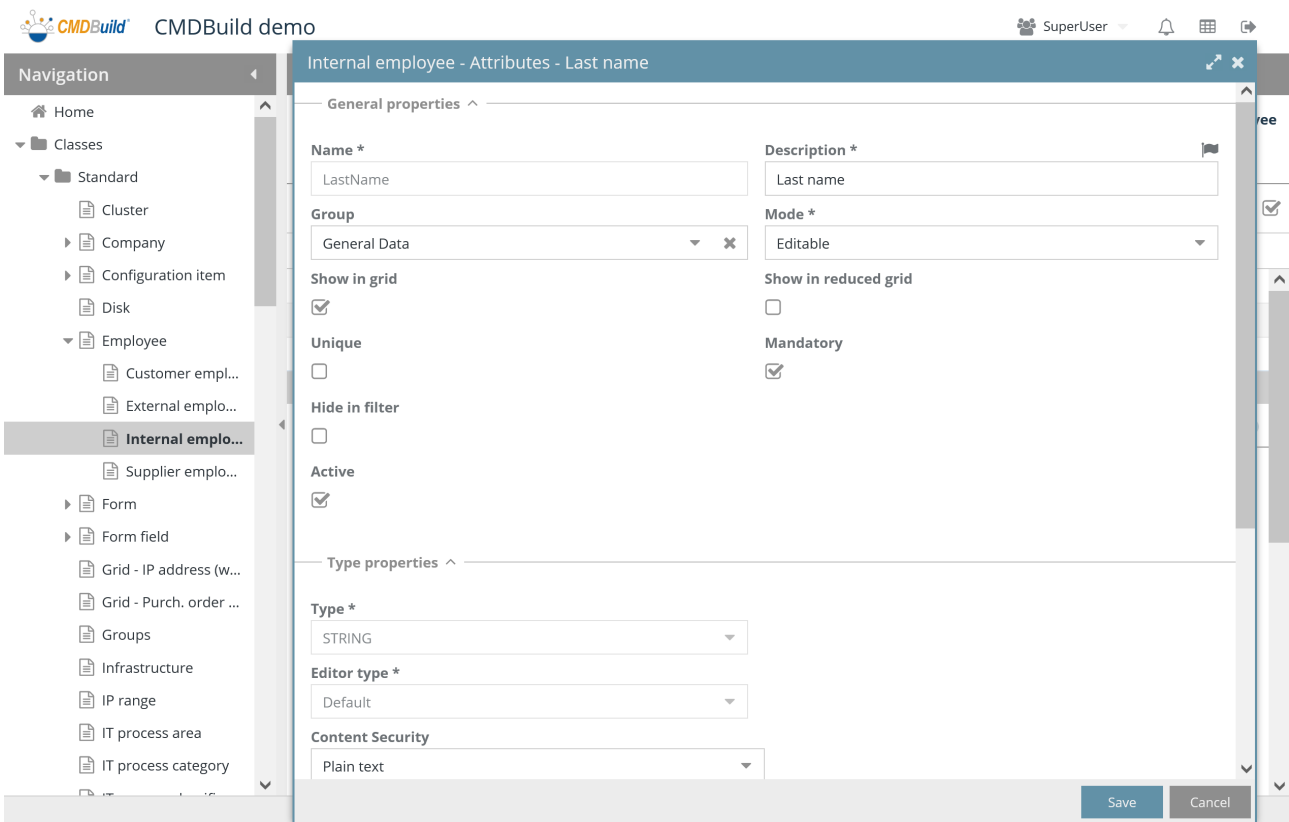 CMDBuild CMDBuild demo SuperUser
Navigation
Home
Classes
Standard
Cluster
Company
Configuration item
Disk
Employee
Customer empl...
External emplo...
Internal emplo...
Supplier emplo...
Form
Form field
Grid - IP address (w...
Grid - Purch. order ...
Groups
Infrastructure
IP range
IT process area
IT process category
Internal employee - Attributes - Last name
General properties
Name * Description *
LastName Last name
Group Mode *
General Data Editable
Show in grid Show in reduced grid
Unique Mandatory
Hide in filter
Active
Type properties
Type *
STRING
Editor type *
Default
Content Security
Plain text
Save Cancel